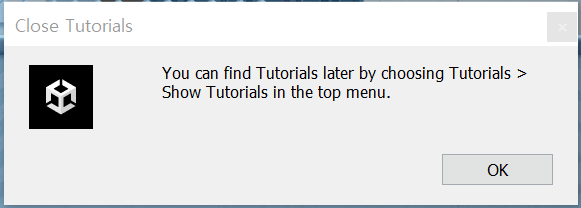 Close Tutorials
You can find Tutorials later by choosing Tutorials >
Show Tutorials in the top menu.
OK